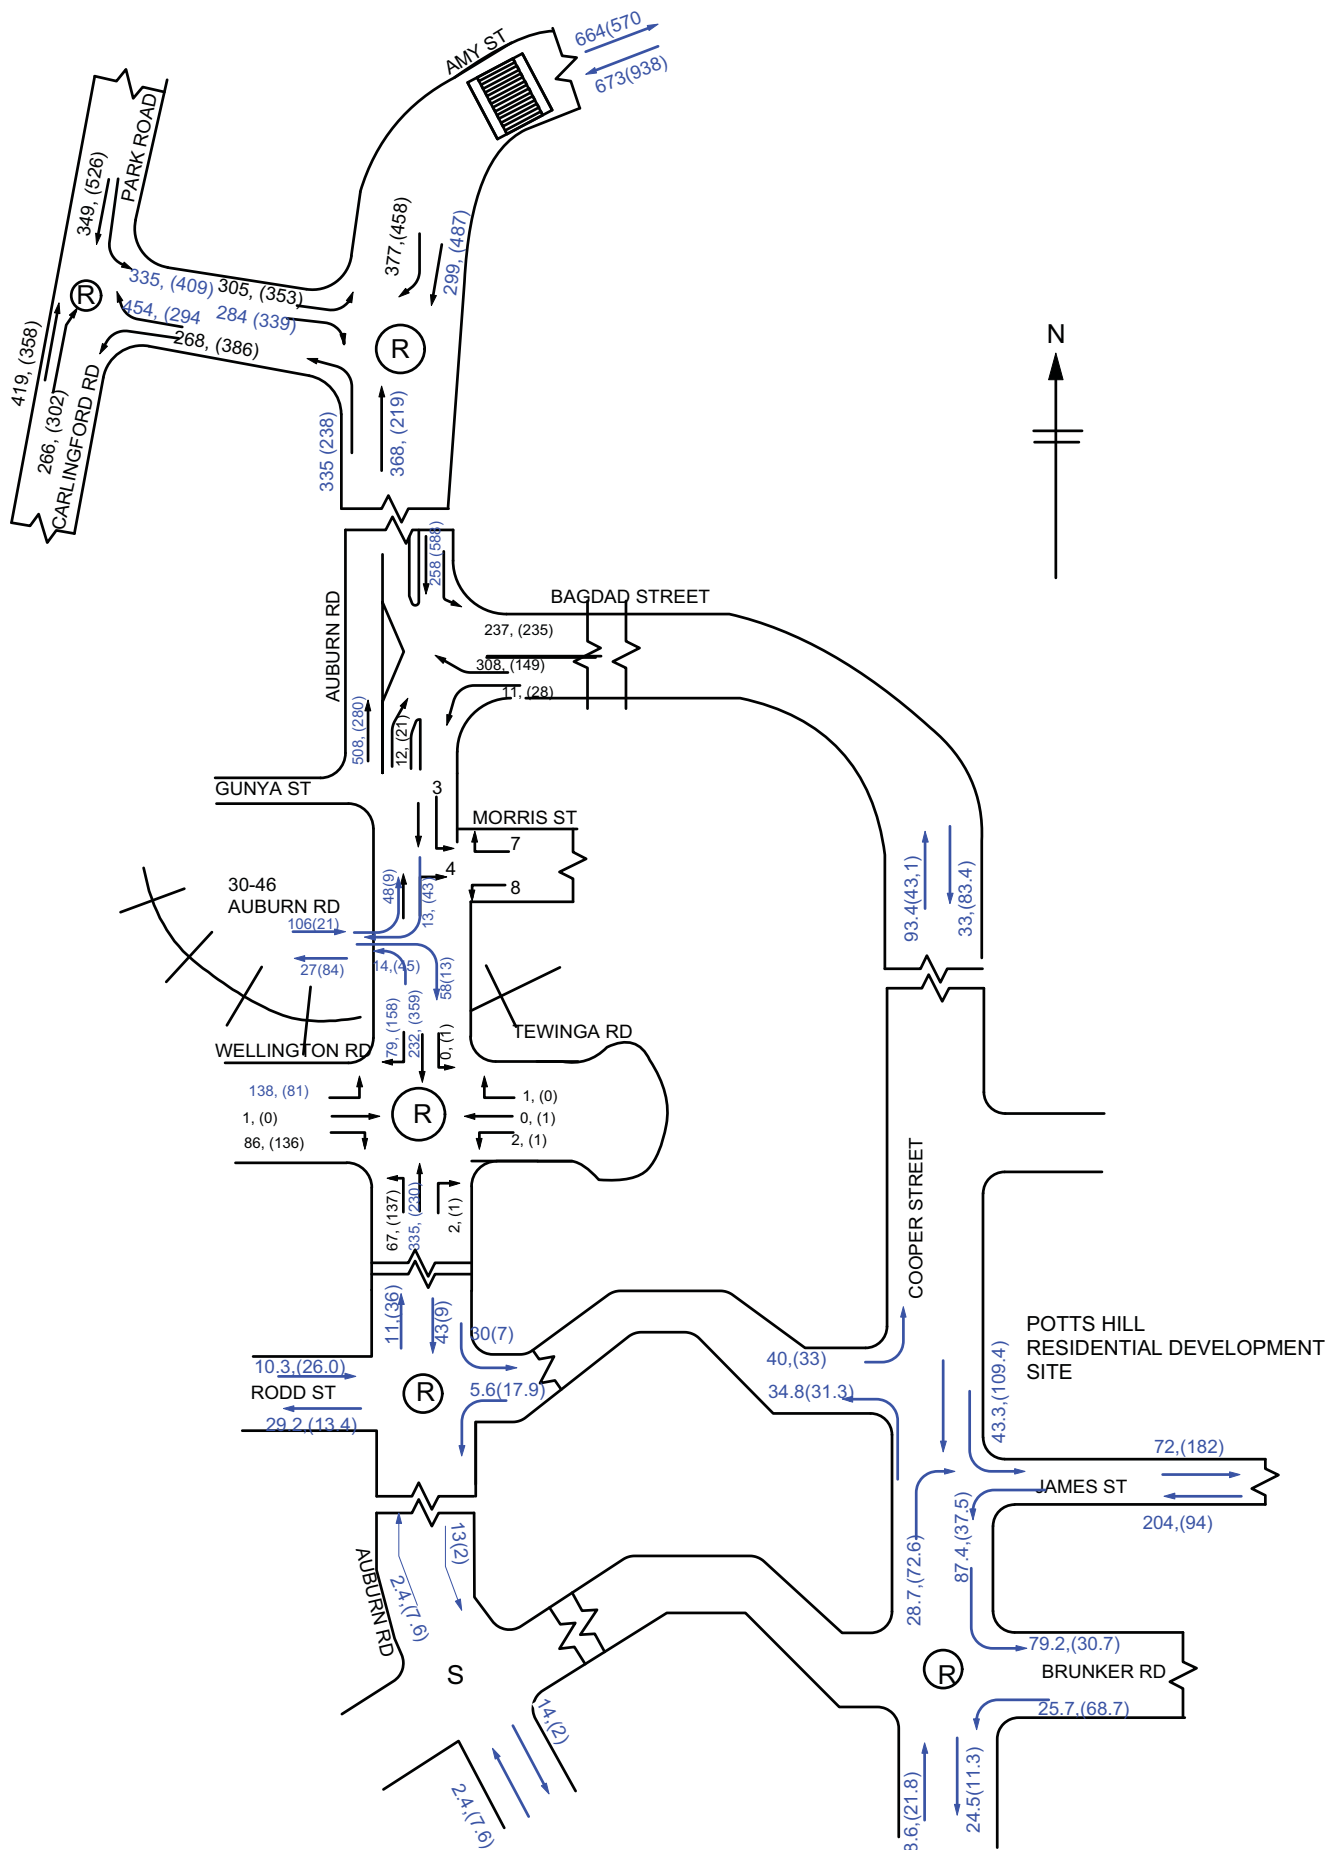 AMY ST
664(570
673(938)
PARK ROAD
349, (526)
377,(458)
299, (487)
335, (409)
305, (353)
R
454, (294
284 (339)
268, (386)
R
419, (358)
266, (302)
CARLINGFORD RD
335 (238)
368, (219)
N
258 (588)
BAGDAD STREET
AUBURN RD
237, (235)
308, (149)
11, (28)
508, (280)
12, (21)
GUNYA ST
3
MORRIS ST
7
4
8
30-46
AUBURN RD
48(9)
13, (43)
106(21)
27(84)
14,(45)
58(13)
93.4(43,1)
33,(83.4)
79, (158)
232, (359)
0, (1)
TEWINGA RD
WELLINGTON RD
138, (81)
1, (0)
86, (136)
R
1, (0)
0, (1)
2, (1)
67, (137)
335, (230)
2, (1)
COOPER STREET
11,(36)
43(9)
30(7)
10.3,(26.0)
RODD ST
29.2,(13.4)
R
5.6(17.9)
40,(33)
34.8(31.3)
POTTS HILL
RESIDENTIAL DEVELOPMENT
SITE
43.3,(109.4)
72,(182)
JAMES ST
204,(94)
87.4,(37.5)
28.7,(72.6)
AUBURN RD
2.4,(7.6)
13(2)
S
79.2,(30.7)
BRUNKER RD
R
25.7,(68.7)
14,(2)
2.4,(7.6)
(21.8)
24.5(11.3)